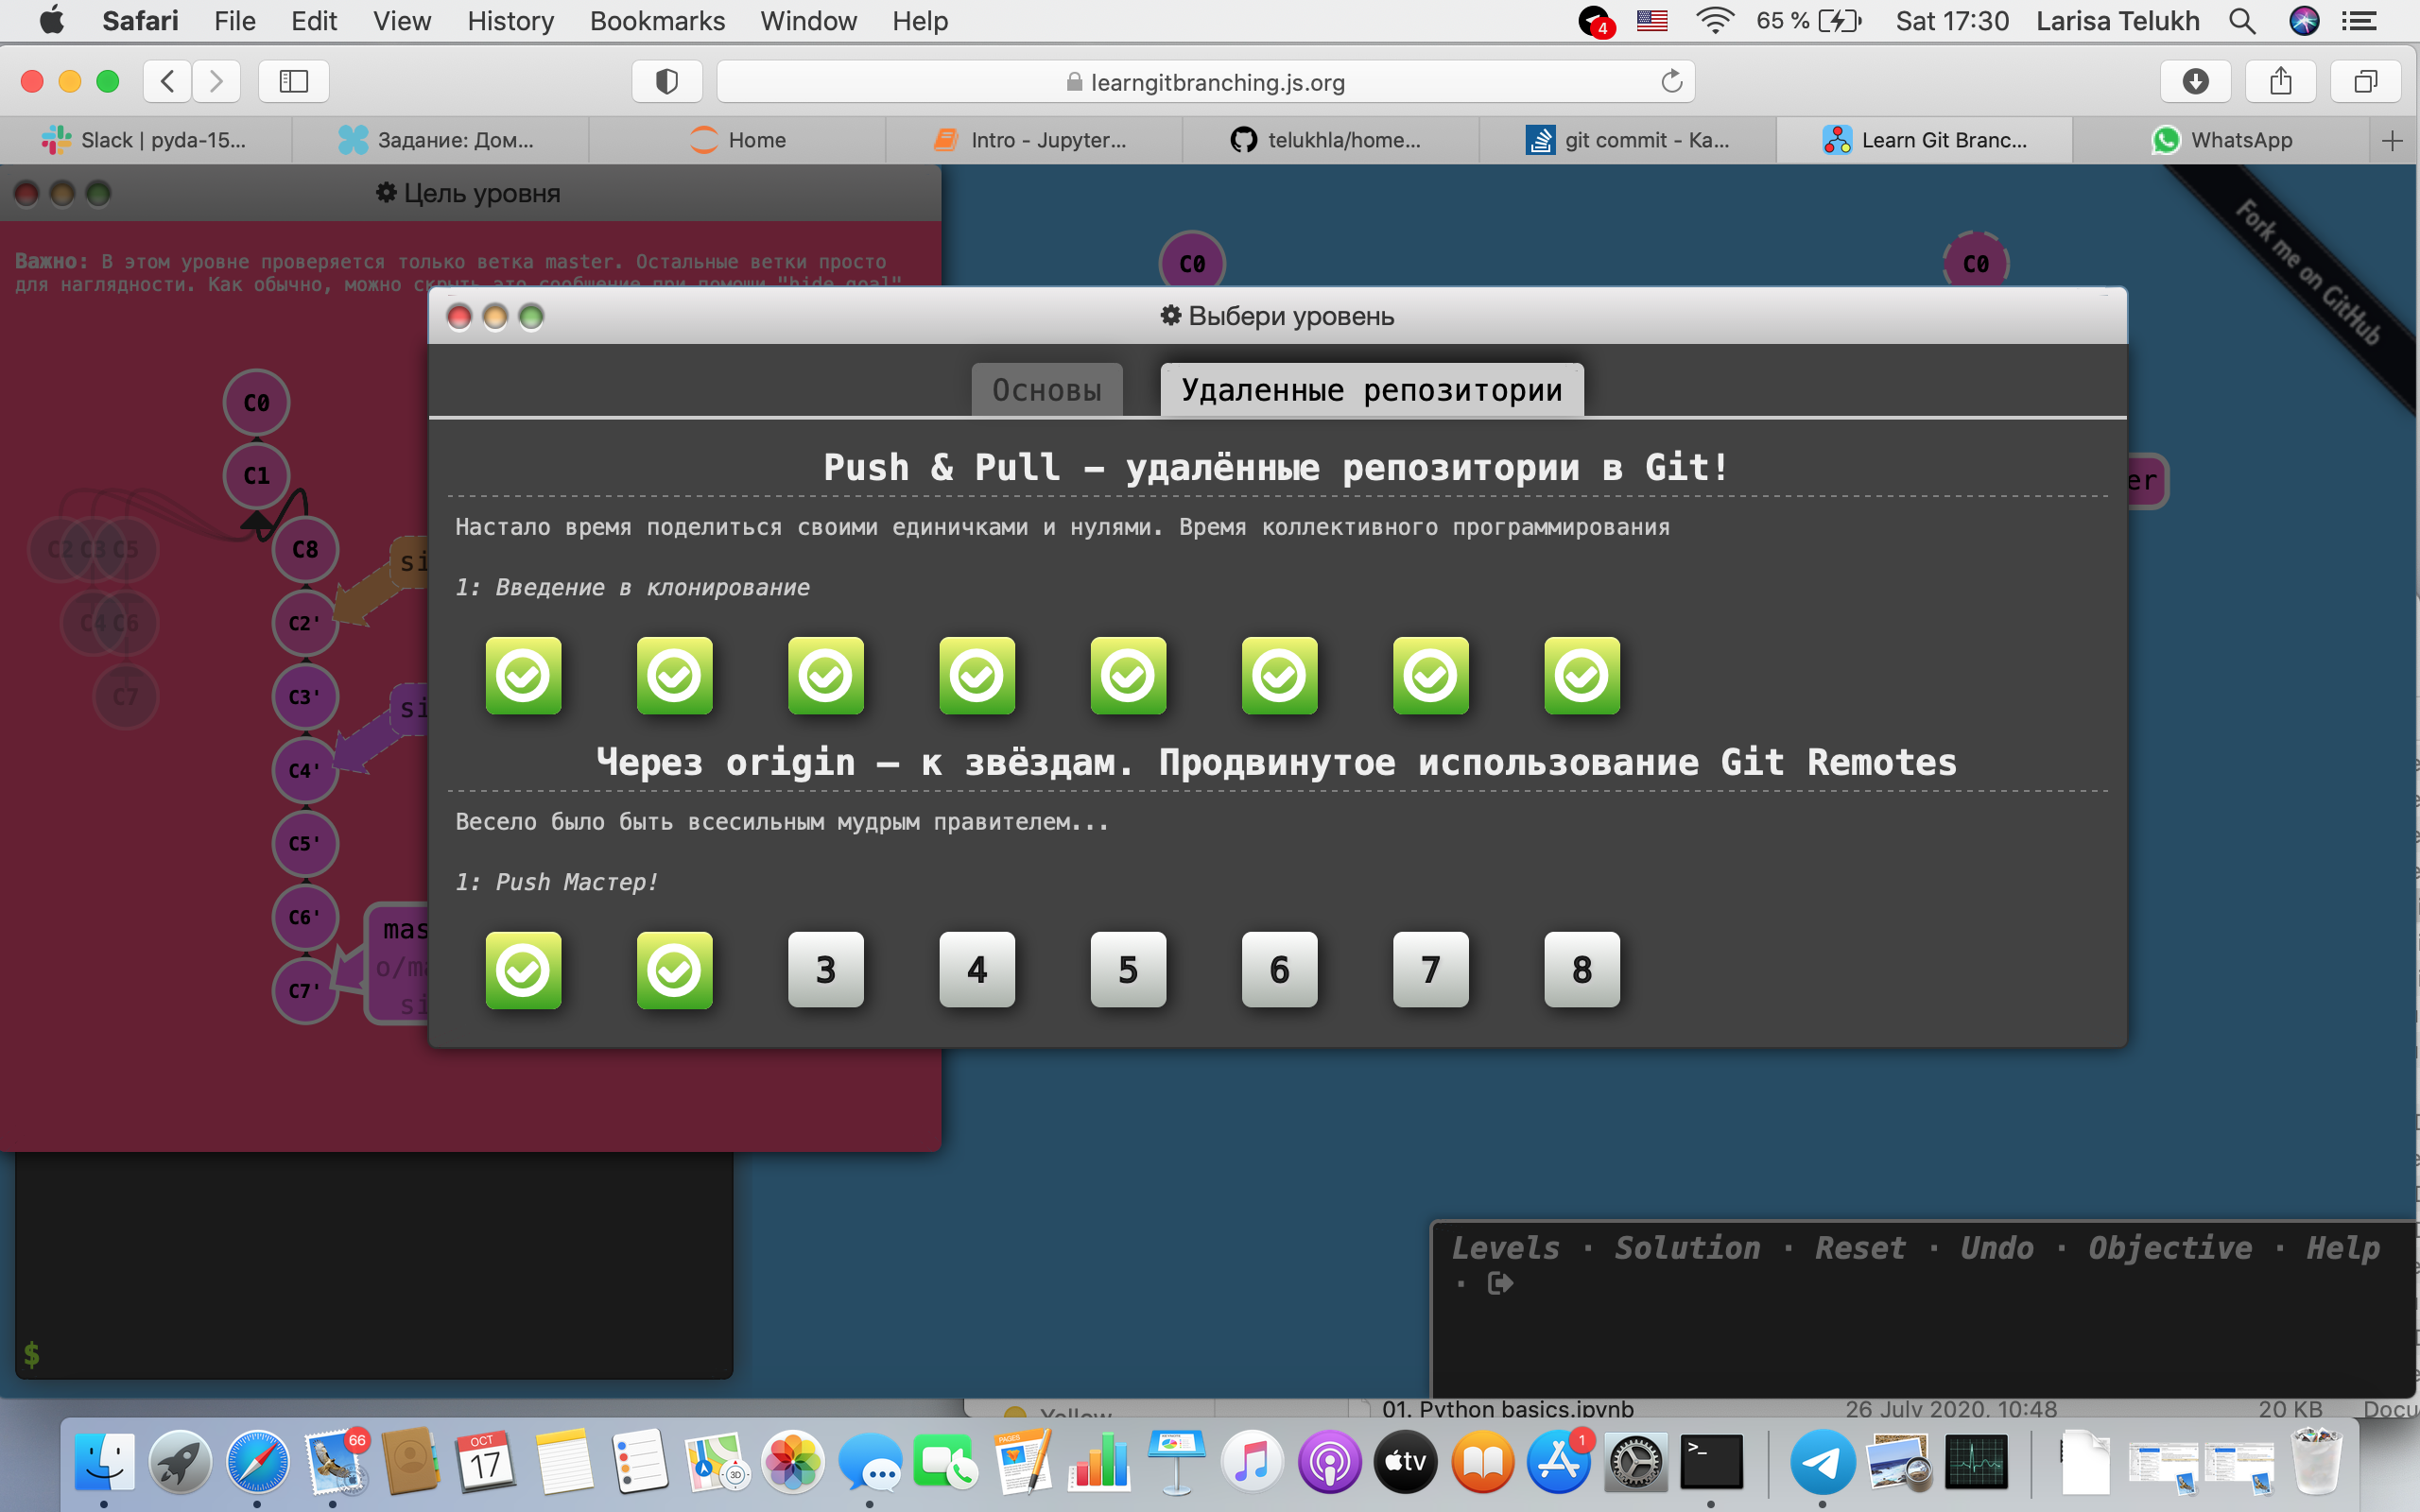 Safari File Edit View History Bookmarks Window Help 4 65 % Sat 17:30 Larisa Telukh
learngitbranching.js.org
Slack | pyda-15... Задание: Дом... Home Intro - Jupyter... telukhla/home... git commit - Ка... Learn Git Branc... WhatsApp
Цель уровня
Важно: В этом уровне проверяется только ветка master. Остальные ветки просто
для наглядности. Как обычно, можно скрыть это сообщение при помощи "hide goal"
C0
C1
C2 C3 C5
C8
si
C4 C6
C2'
C7
C3'
si
C4'
C5'
C6'
mas
o/ma
C7'
si
C0
C0
er
Fork me on GitHub
Выбери уровень
Основы Удаленные репозитории
Push & Pull – удалённые репозитории в Git!
Настало время поделиться своими единичками и нулями. Время коллективного программирования
1: Введение в клонирование
Через origin – к звёздам. Продвинутое использование Git Remotes
Весело было быть всесильным мудрым правителем...
1: Push Мастер!
3 4 5 6 7 8
Levels · Solution · Reset · Undo · Objective · Help
·
$
Yellow 01. Python basics.ipynb 26 July 2020, 10:48 20 KB Docu
66 OCT 17 3D PAGES tv 1 >_